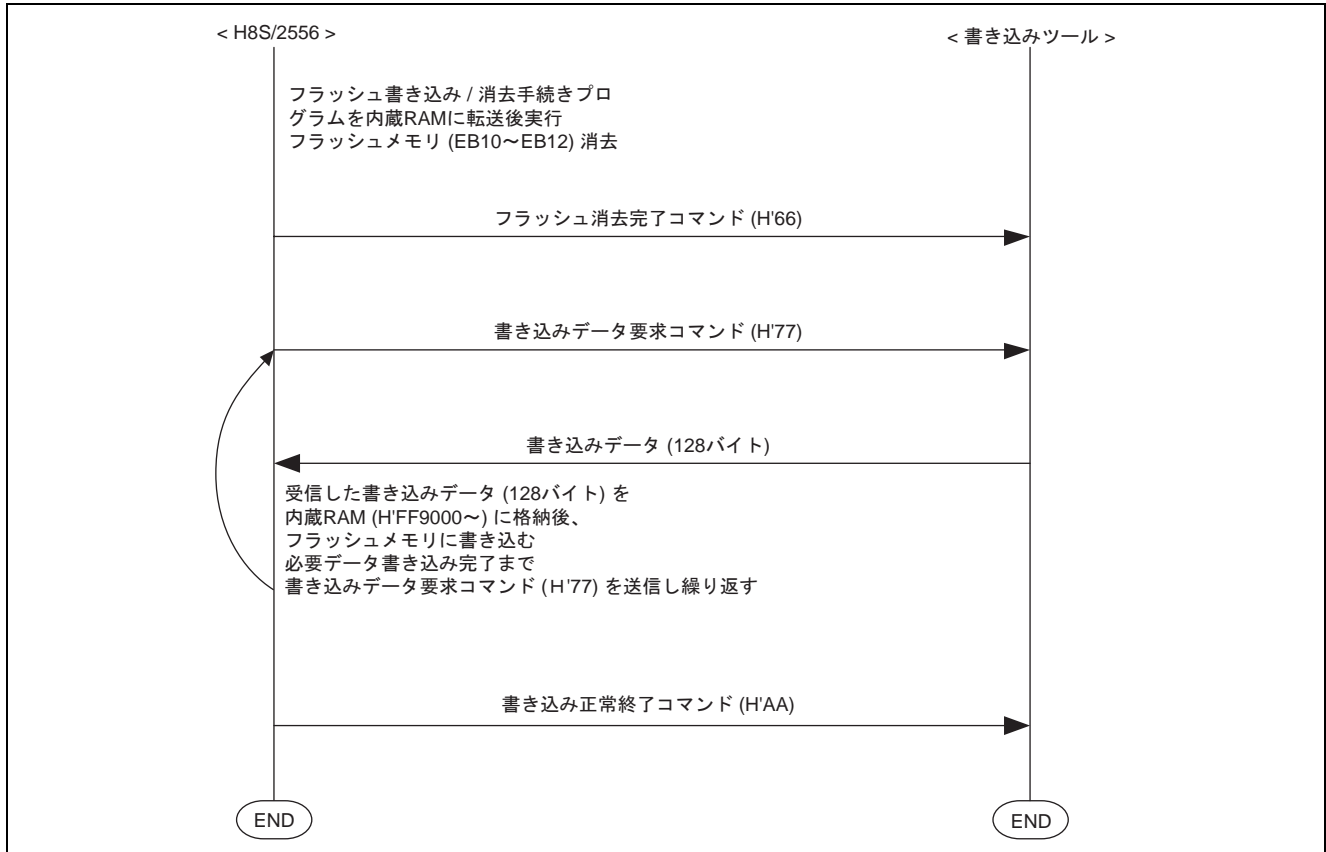 < H8S/2556 >
< 書き込みツール >
フラッシュ書き込み / 消去手続きプロ
グラムを内蔵RAMに転送後実行
フラッシュメモリ (EB10～EB12) 消去
フラッシュ消去完了コマンド (H'66)
書き込みデータ要求コマンド (H'77)
書き込みデータ (128バイト)
受信した書き込みデータ (128バイト) を
内蔵RAM (H'FF9000～) に格納後、
フラッシュメモリに書き込む
必要データ書き込み完了まで
書き込みデータ要求コマンド (H'77) を送信し繰り返す
書き込み正常終了コマンド (H'AA)
END
END